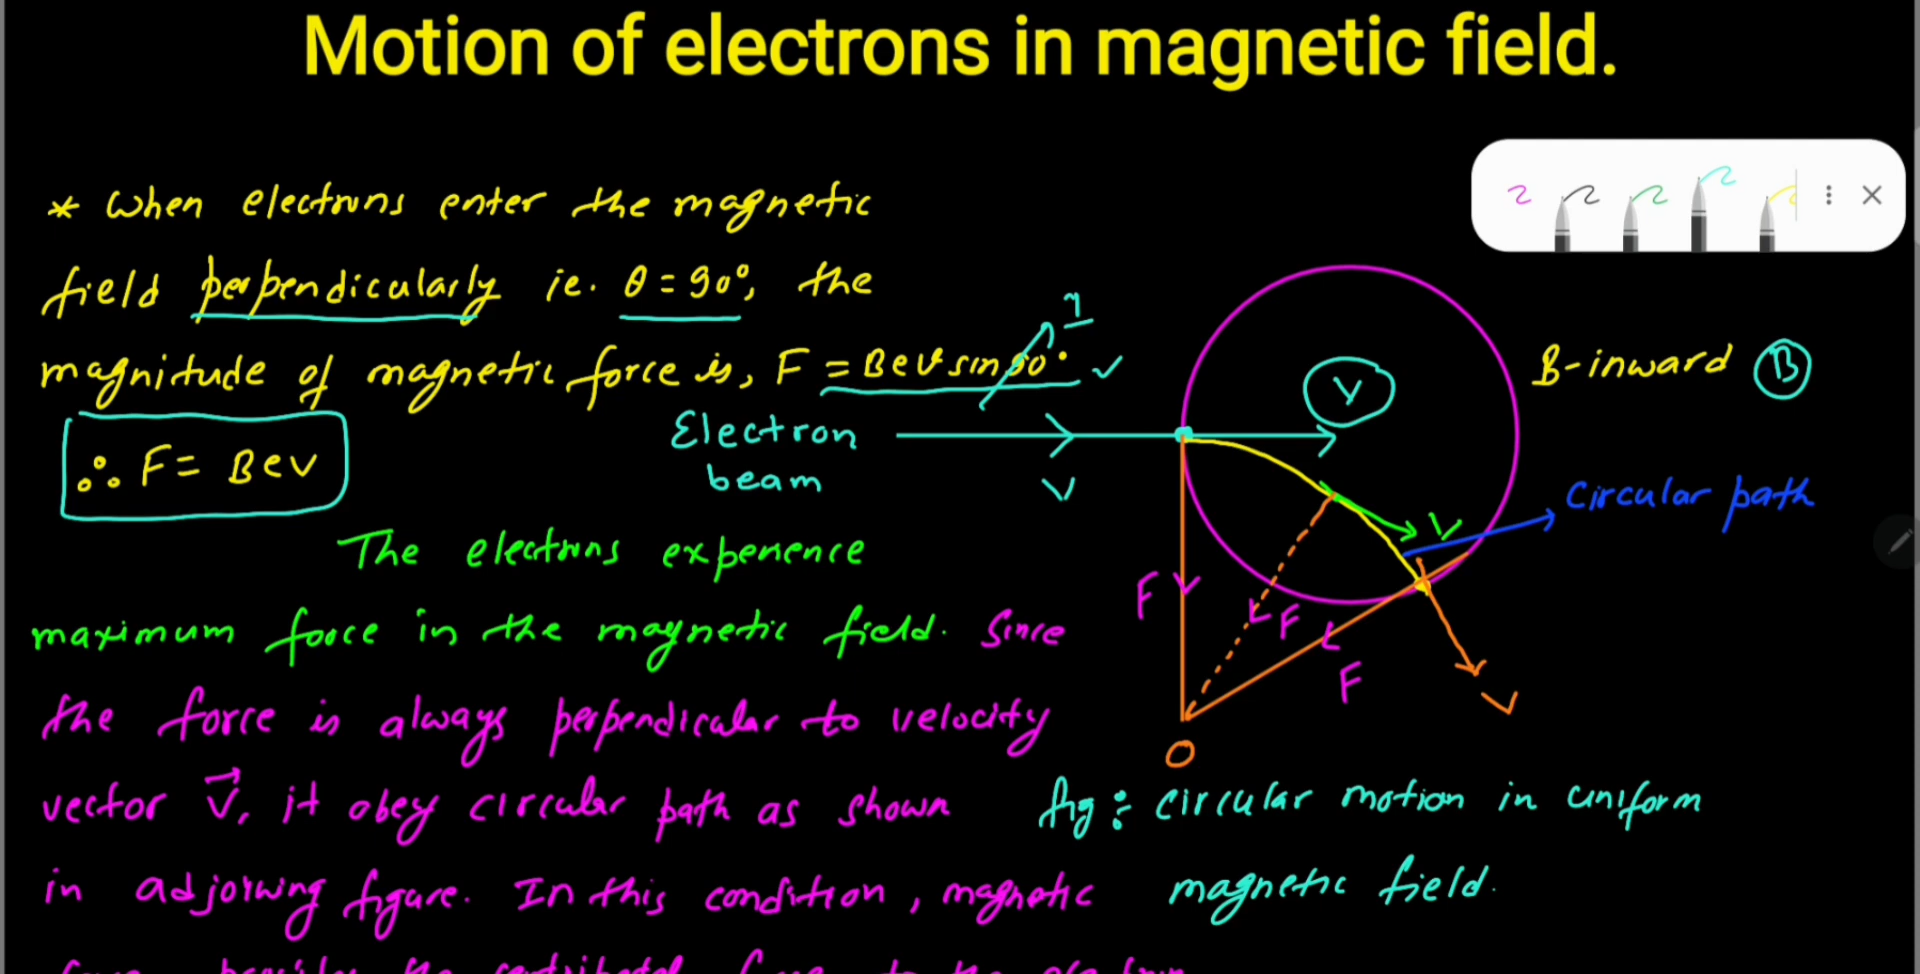 Motion of electrons in magnetic field.
* When electrons enter the magnetic
field perpendicularly ie. θ = 90°, the
magnitude of magnetic force is, F = Bev sin 90°
1
∴ F = Bev
Electron
beam
V
V
B-inward B
Circular path
V
F
F
F
V
O
The electrons experience
maximum force in the magnetic field. Since
the force is always perpendicular to velocity
vector V⃗, it obey circular path as shown
in adjoining figure. In this condition, magnetic
fig: circular motion in uniform
magnetic field.